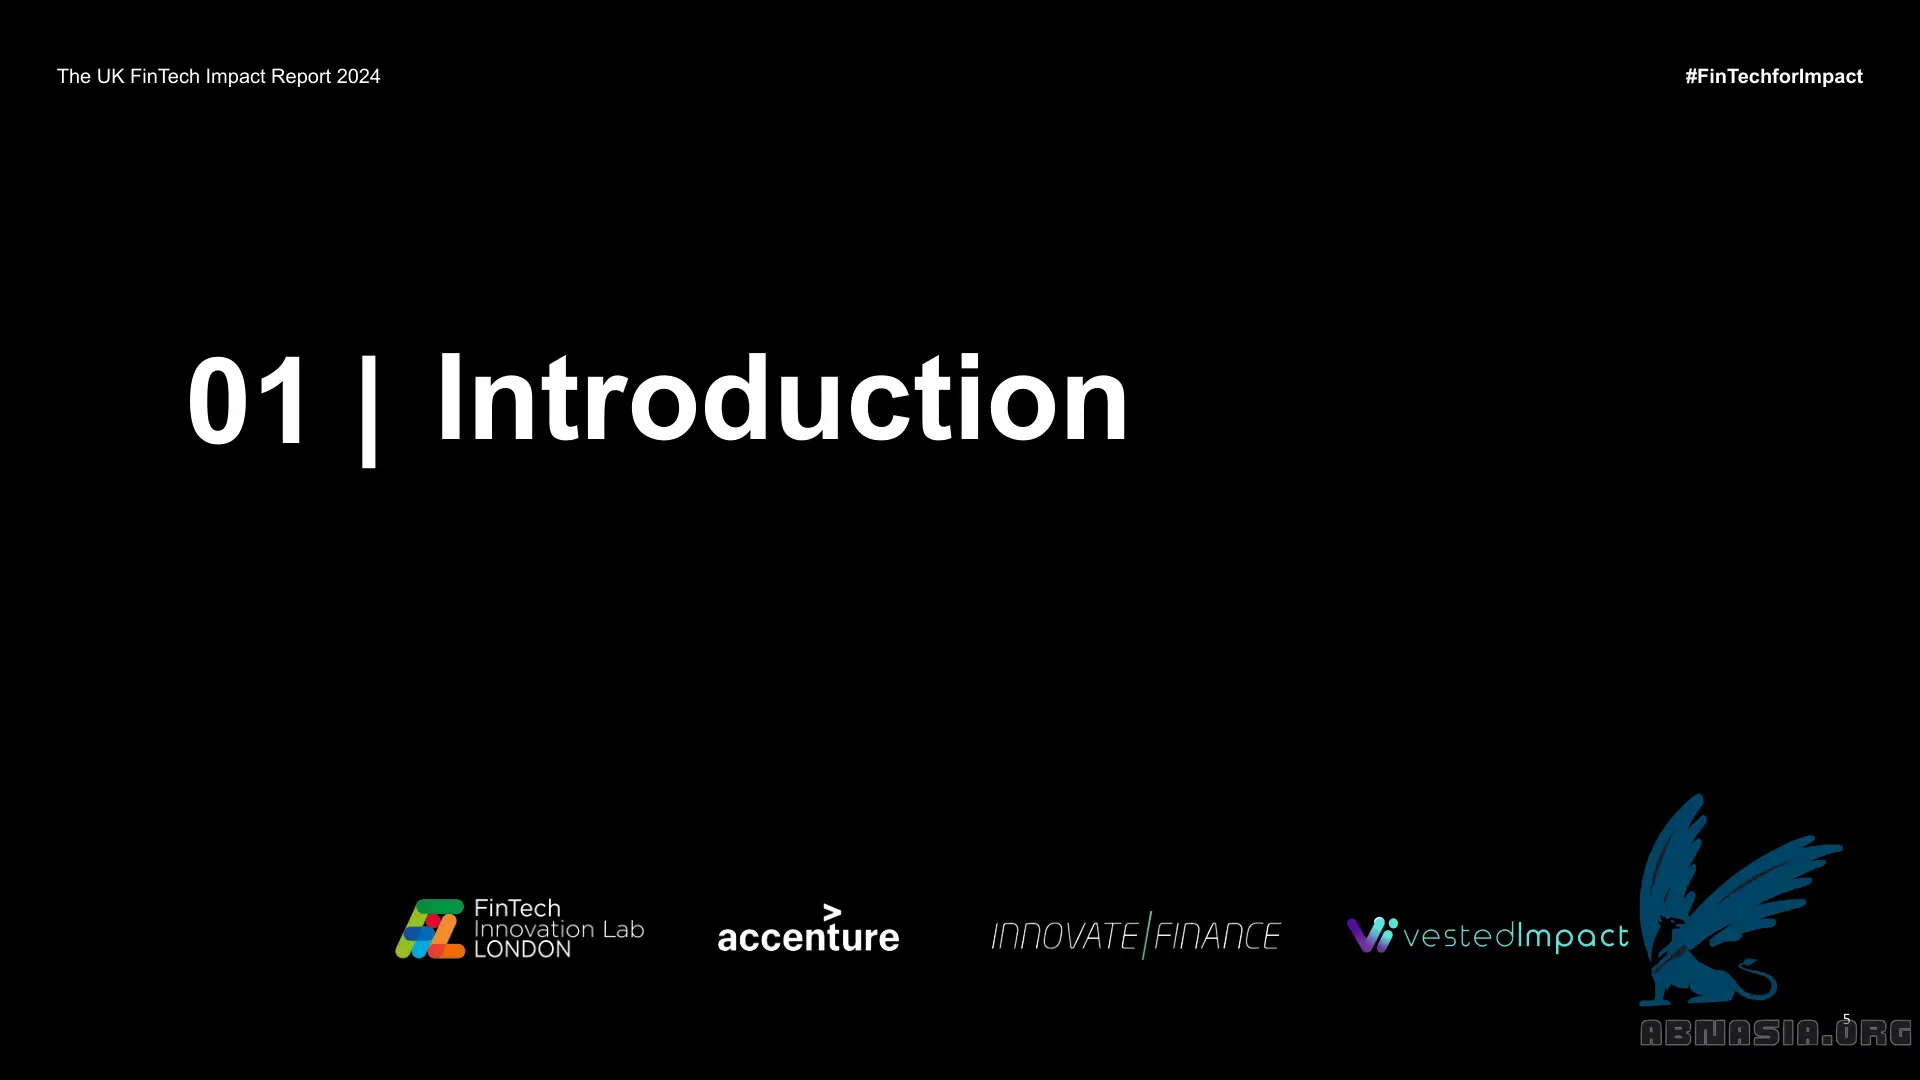 The UK FinTech Impact Report 2024
#FinTechforImpact
01 | Introduction
FinTech
Innovation Lab
LONDON
accenture
INNOVATE/FINANCE
vestedImpact
5
ABNASIA.ORG